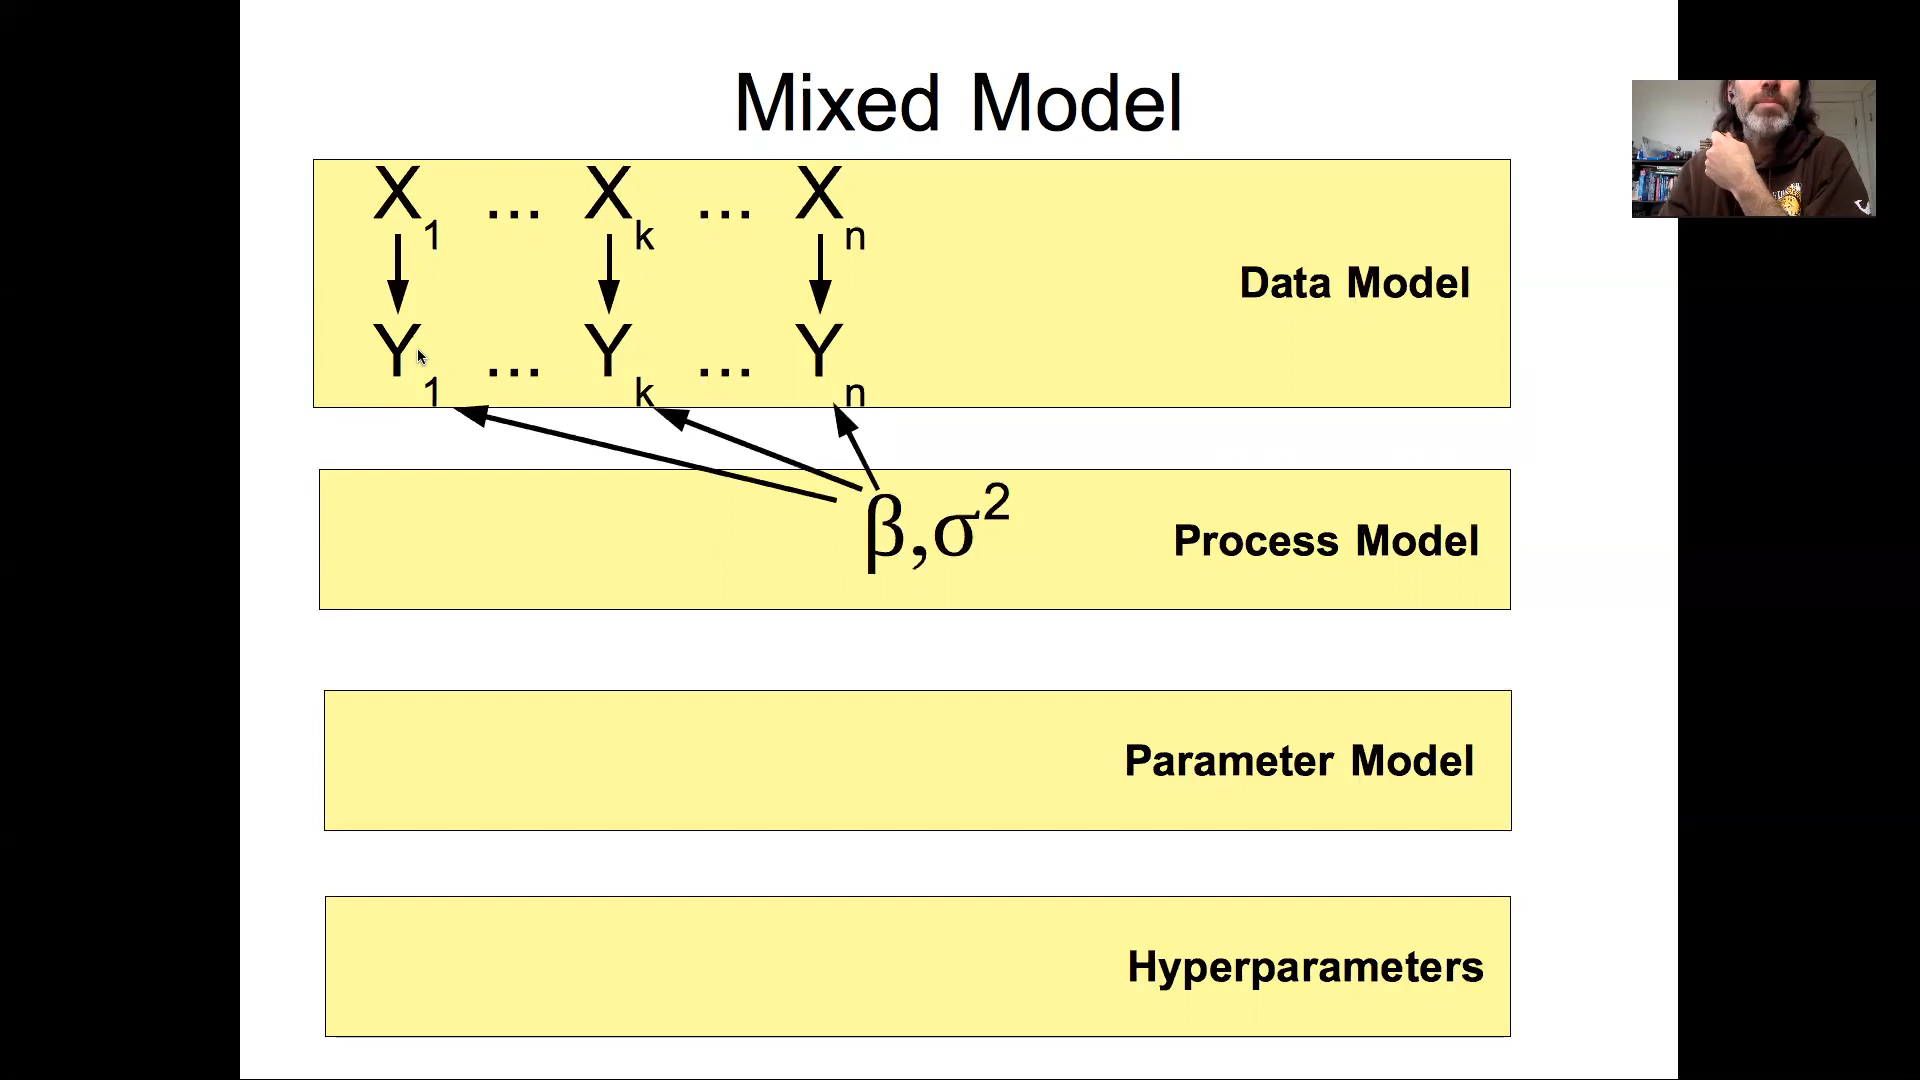 Mixed Model
X1 ... Xk ... Xn
Data Model
Y1 ... Yk ... Yn
β,σ2
Process Model
Parameter Model
Hyperparameters